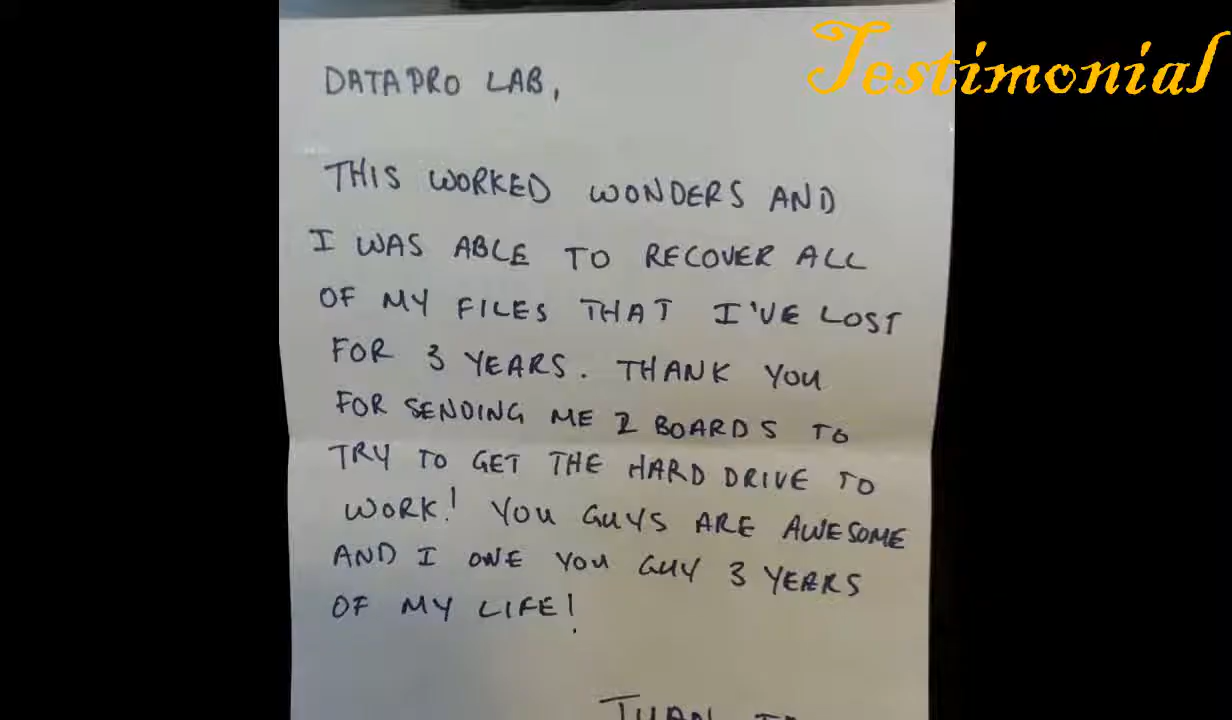 Testimonial
DATA PRO LAB,
THIS WORKED WONDERS AND
I WAS ABLE TO RECOVER ALL
OF MY FILES THAT I'VE LOST
FOR 3 YEARS. THANK YOU
FOR SENDING ME 2 BOARDS TO
TRY TO GET THE HARD DRIVE TO
WORK! YOU GUYS ARE AWESOME
AND I OWE YOU GUY 3 YEARS
OF MY LIFE!